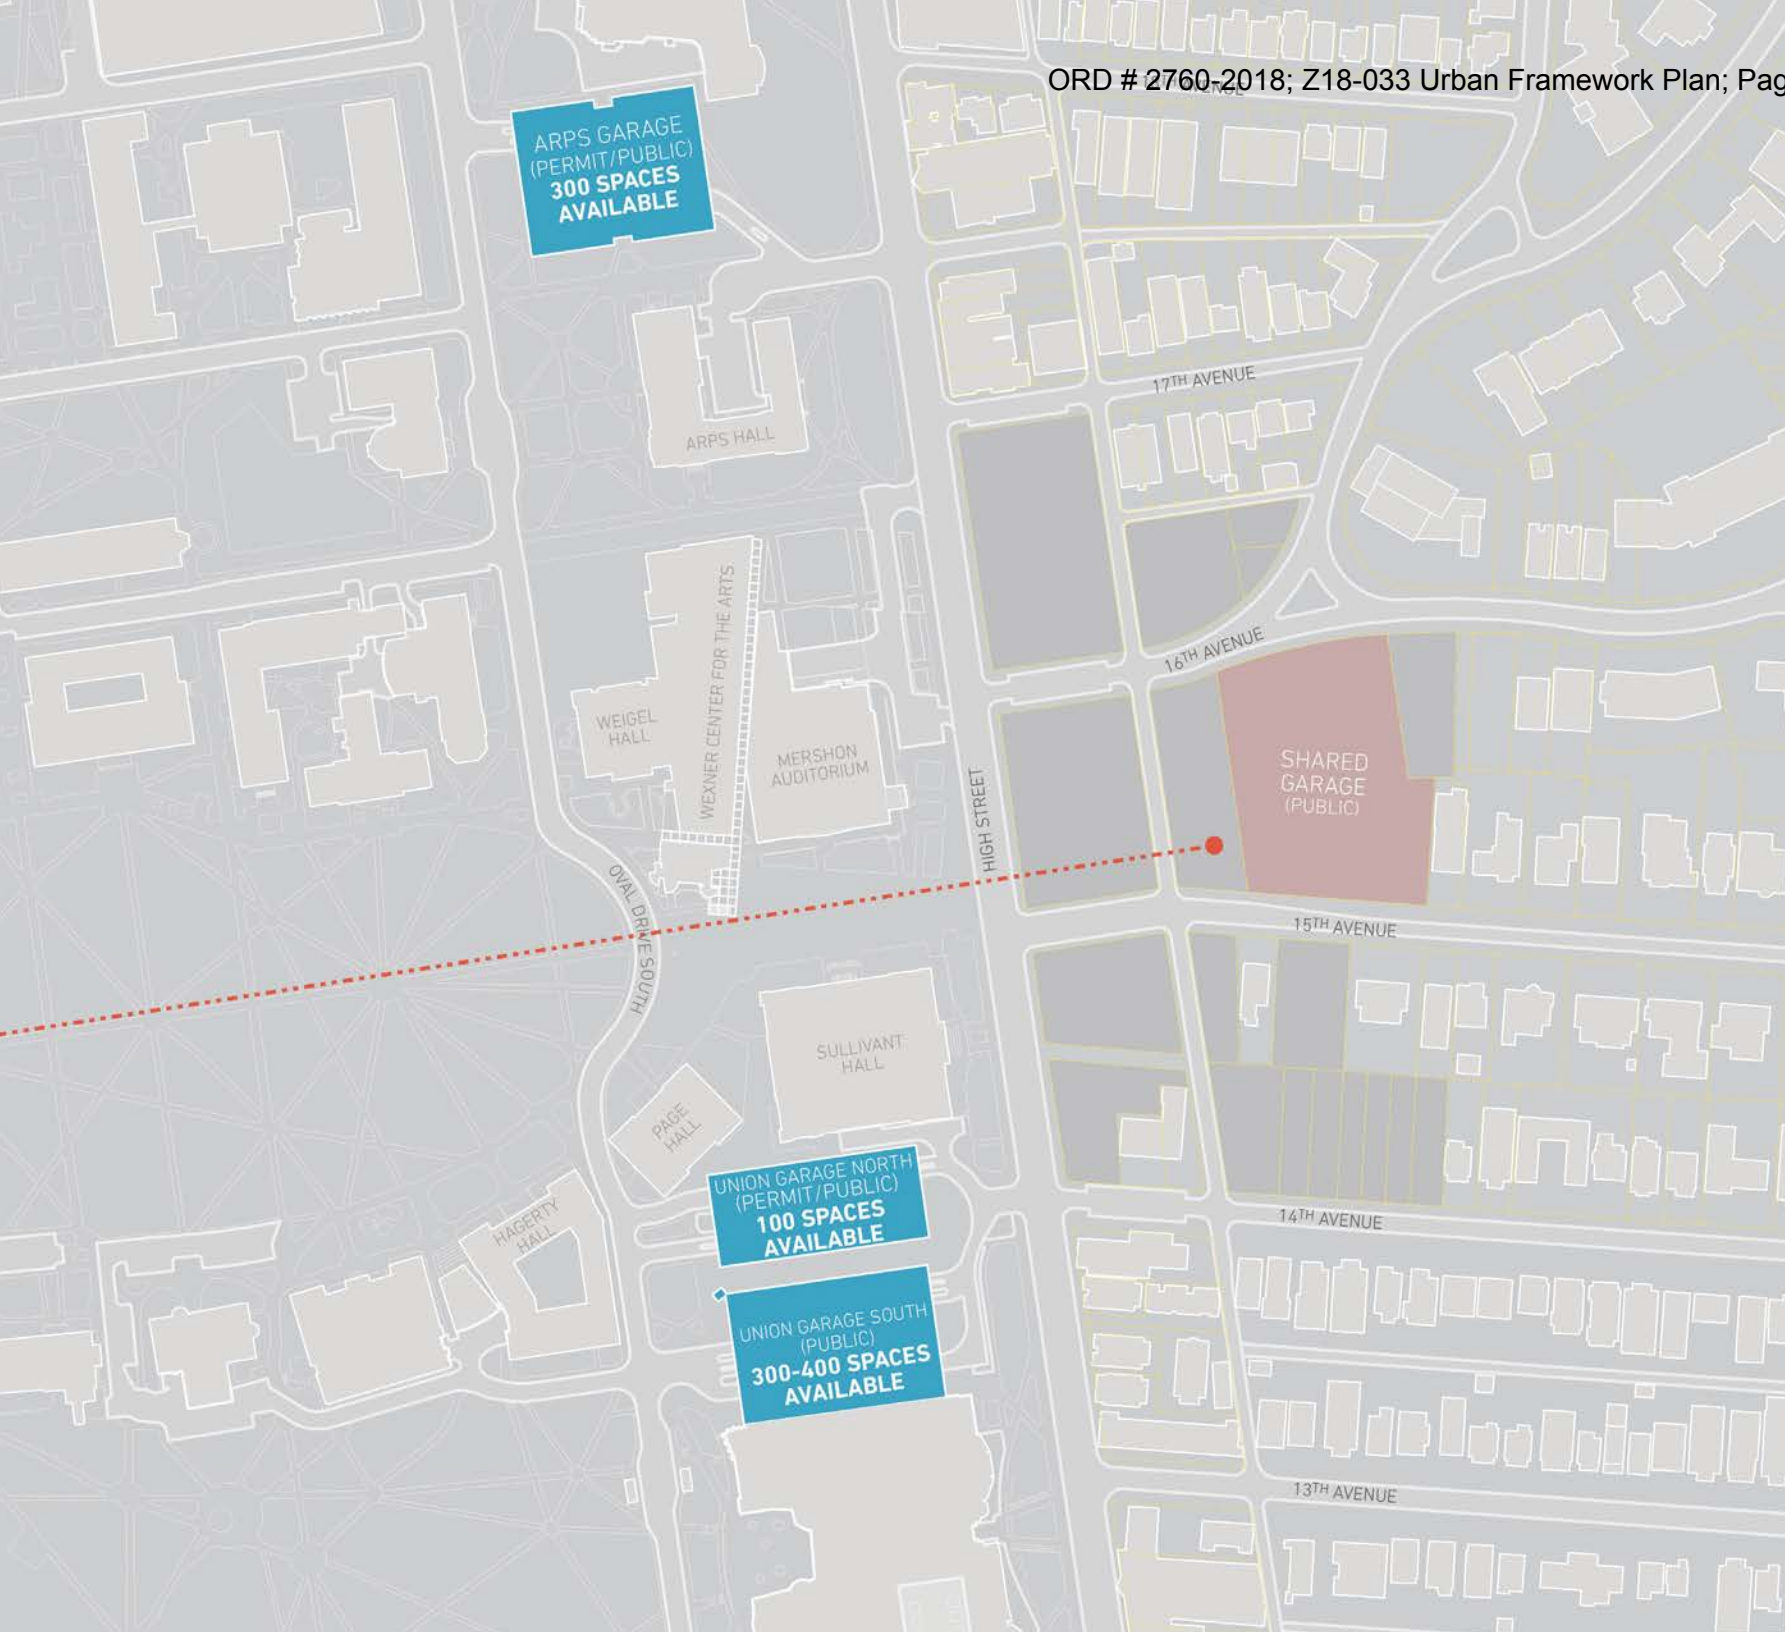 ORD # 2760-2018; Z18-033 Urban Framework Plan; Pag
ARPS GARAGE
(PERMIT/PUBLIC)
300 SPACES
AVAILABLE
17TH AVENUE
ARPS HALL
WEXNER CENTER FOR THE ARTS
16TH AVENUE
WEIGEL
HALL
MERSHON
AUDITORIUM
HIGH STREET
SHARED
GARAGE
(PUBLIC)
OVAL DRIVE SOUTH
15TH AVENUE
SULLIVANT
HALL
PAGE
HALL
UNION GARAGE NORTH
(PERMIT/PUBLIC)
100 SPACES
AVAILABLE
HAGERTY
HALL
14TH AVENUE
UNION GARAGE SOUTH
(PUBLIC)
300-400 SPACES
AVAILABLE
13TH AVENUE